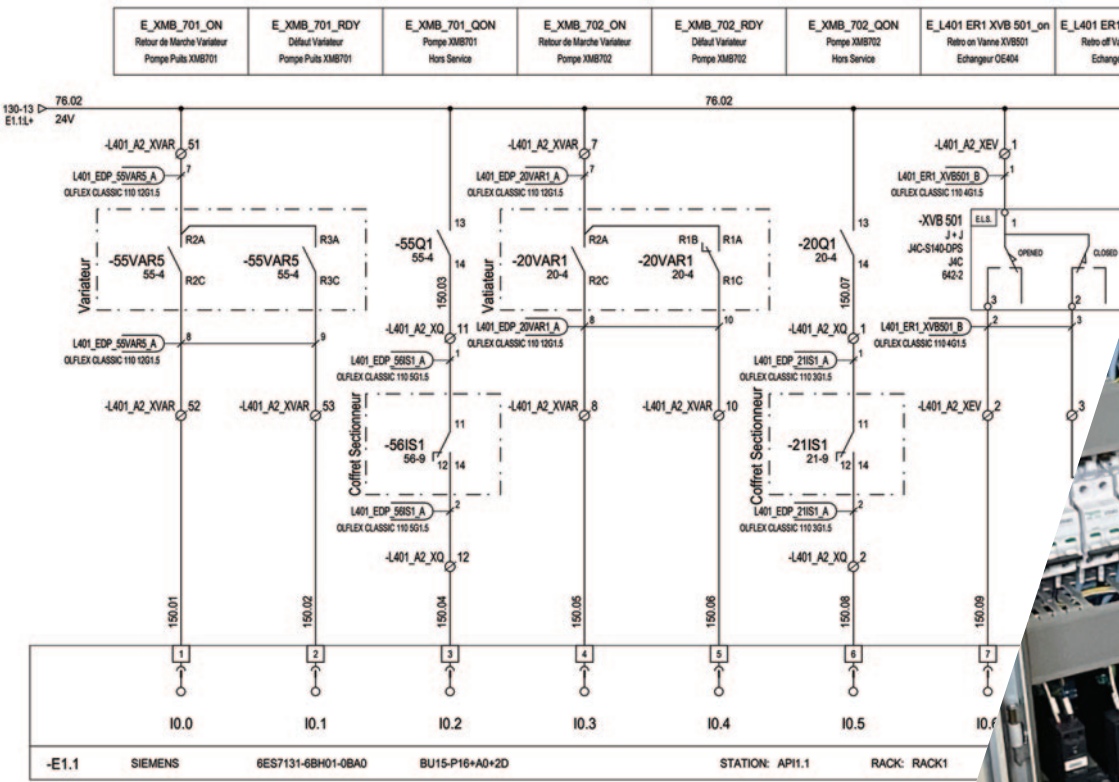 E_XMB_701_ON
Retour de Marche Variateur
Pompe Puits XMB701
E_XMB_701_RDY
Défaut Variateur
Pompe Puits XMB701
E_XMB_701_QON
Pompe XMB701
Hors Service
E_XMB_702_ON
Retour de Marche Variateur
Pompe XMB702
E_XMB_702_RDY
Défaut Variateur
Pompe XMB702
E_XMB_702_QON
Pompe XMB702
Hors Service
E_L401 ER1 XVB 501_on
Retro on Vanne XVB501
Echangeur OE404
E_L401 ER1
Retro off
130-13
E1.1:L+
76.02
24V
76.02
-L401_A2_XVAR 51
7
L401_EDP_55VAR5_A
OLFLEX CLASSIC 110 12G1.5
-L401_A2_XVAR 7
7
L401_EDP_20VAR1_A
OLFLEX CLASSIC 110 12G1.5
-L401_A2_XEV 1
1
L401_ER1_XVB501_B
OLFLEX CLASSIC 110 4G1.5
Variateur
R2A
-55VAR5
55-4
R2C
R3A
-55VAR5
55-4
R3C
13
-55Q1
55-4
14
150.03
Vatiateur
R2A
-20VAR1
20-4
R2C
R1B R1A
-20VAR1
20-4
R1C
13
-20Q1
20-4
14
150.07
-XVB 501
J + J
J4C-S140-DPS
J4C
642-2
E.L.S.
1
OPENED
CLOSED
3
2
L401_EDP_55VAR5_A
OLFLEX CLASSIC 110 12G1.5
8
9
-L401_A2_XQ 11
1
L401_EDP_56IS1_A
OLFLEX CLASSIC 110 5G1.5
L401_EDP_20VAR1_A
OLFLEX CLASSIC 110 12G1.5
8
10
-L401_A2_XQ 1
1
L401_EDP_21IS1_A
OLFLEX CLASSIC 110 3G1.5
L401_ER1_XVB501_B
OLFLEX CLASSIC 110 4G1.5
2
3
-L401_A2_XVAR 52
-L401_A2_XVAR 53
Coffret Sectionneur
11
-56IS1
56-9
12 14
-L401_A2_XVAR 8
-L401_A2_XVAR 10
Coffret Sectionneur
11
-21IS1
21-9
12 14
-L401_A2_XEV 2
3
2
L401_EDP_56IS1_A
OLFLEX CLASSIC 110 5G1.5
2
L401_EDP_21IS1_A
OLFLEX CLASSIC 110 3G1.5
-L401_A2_XQ 12
-L401_A2_XQ 2
150.01
150.02
150.04
150.05
150.06
150.08
150.09
1 2 3 4 5 6 7
I0.0 I0.1 I0.2 I0.3 I0.4 I0.5
-E1.1 SIEMENS 6ES7131-6BH01-0BA0 BU15-P16+A0+2D STATION: API1.1 RACK: RACK1